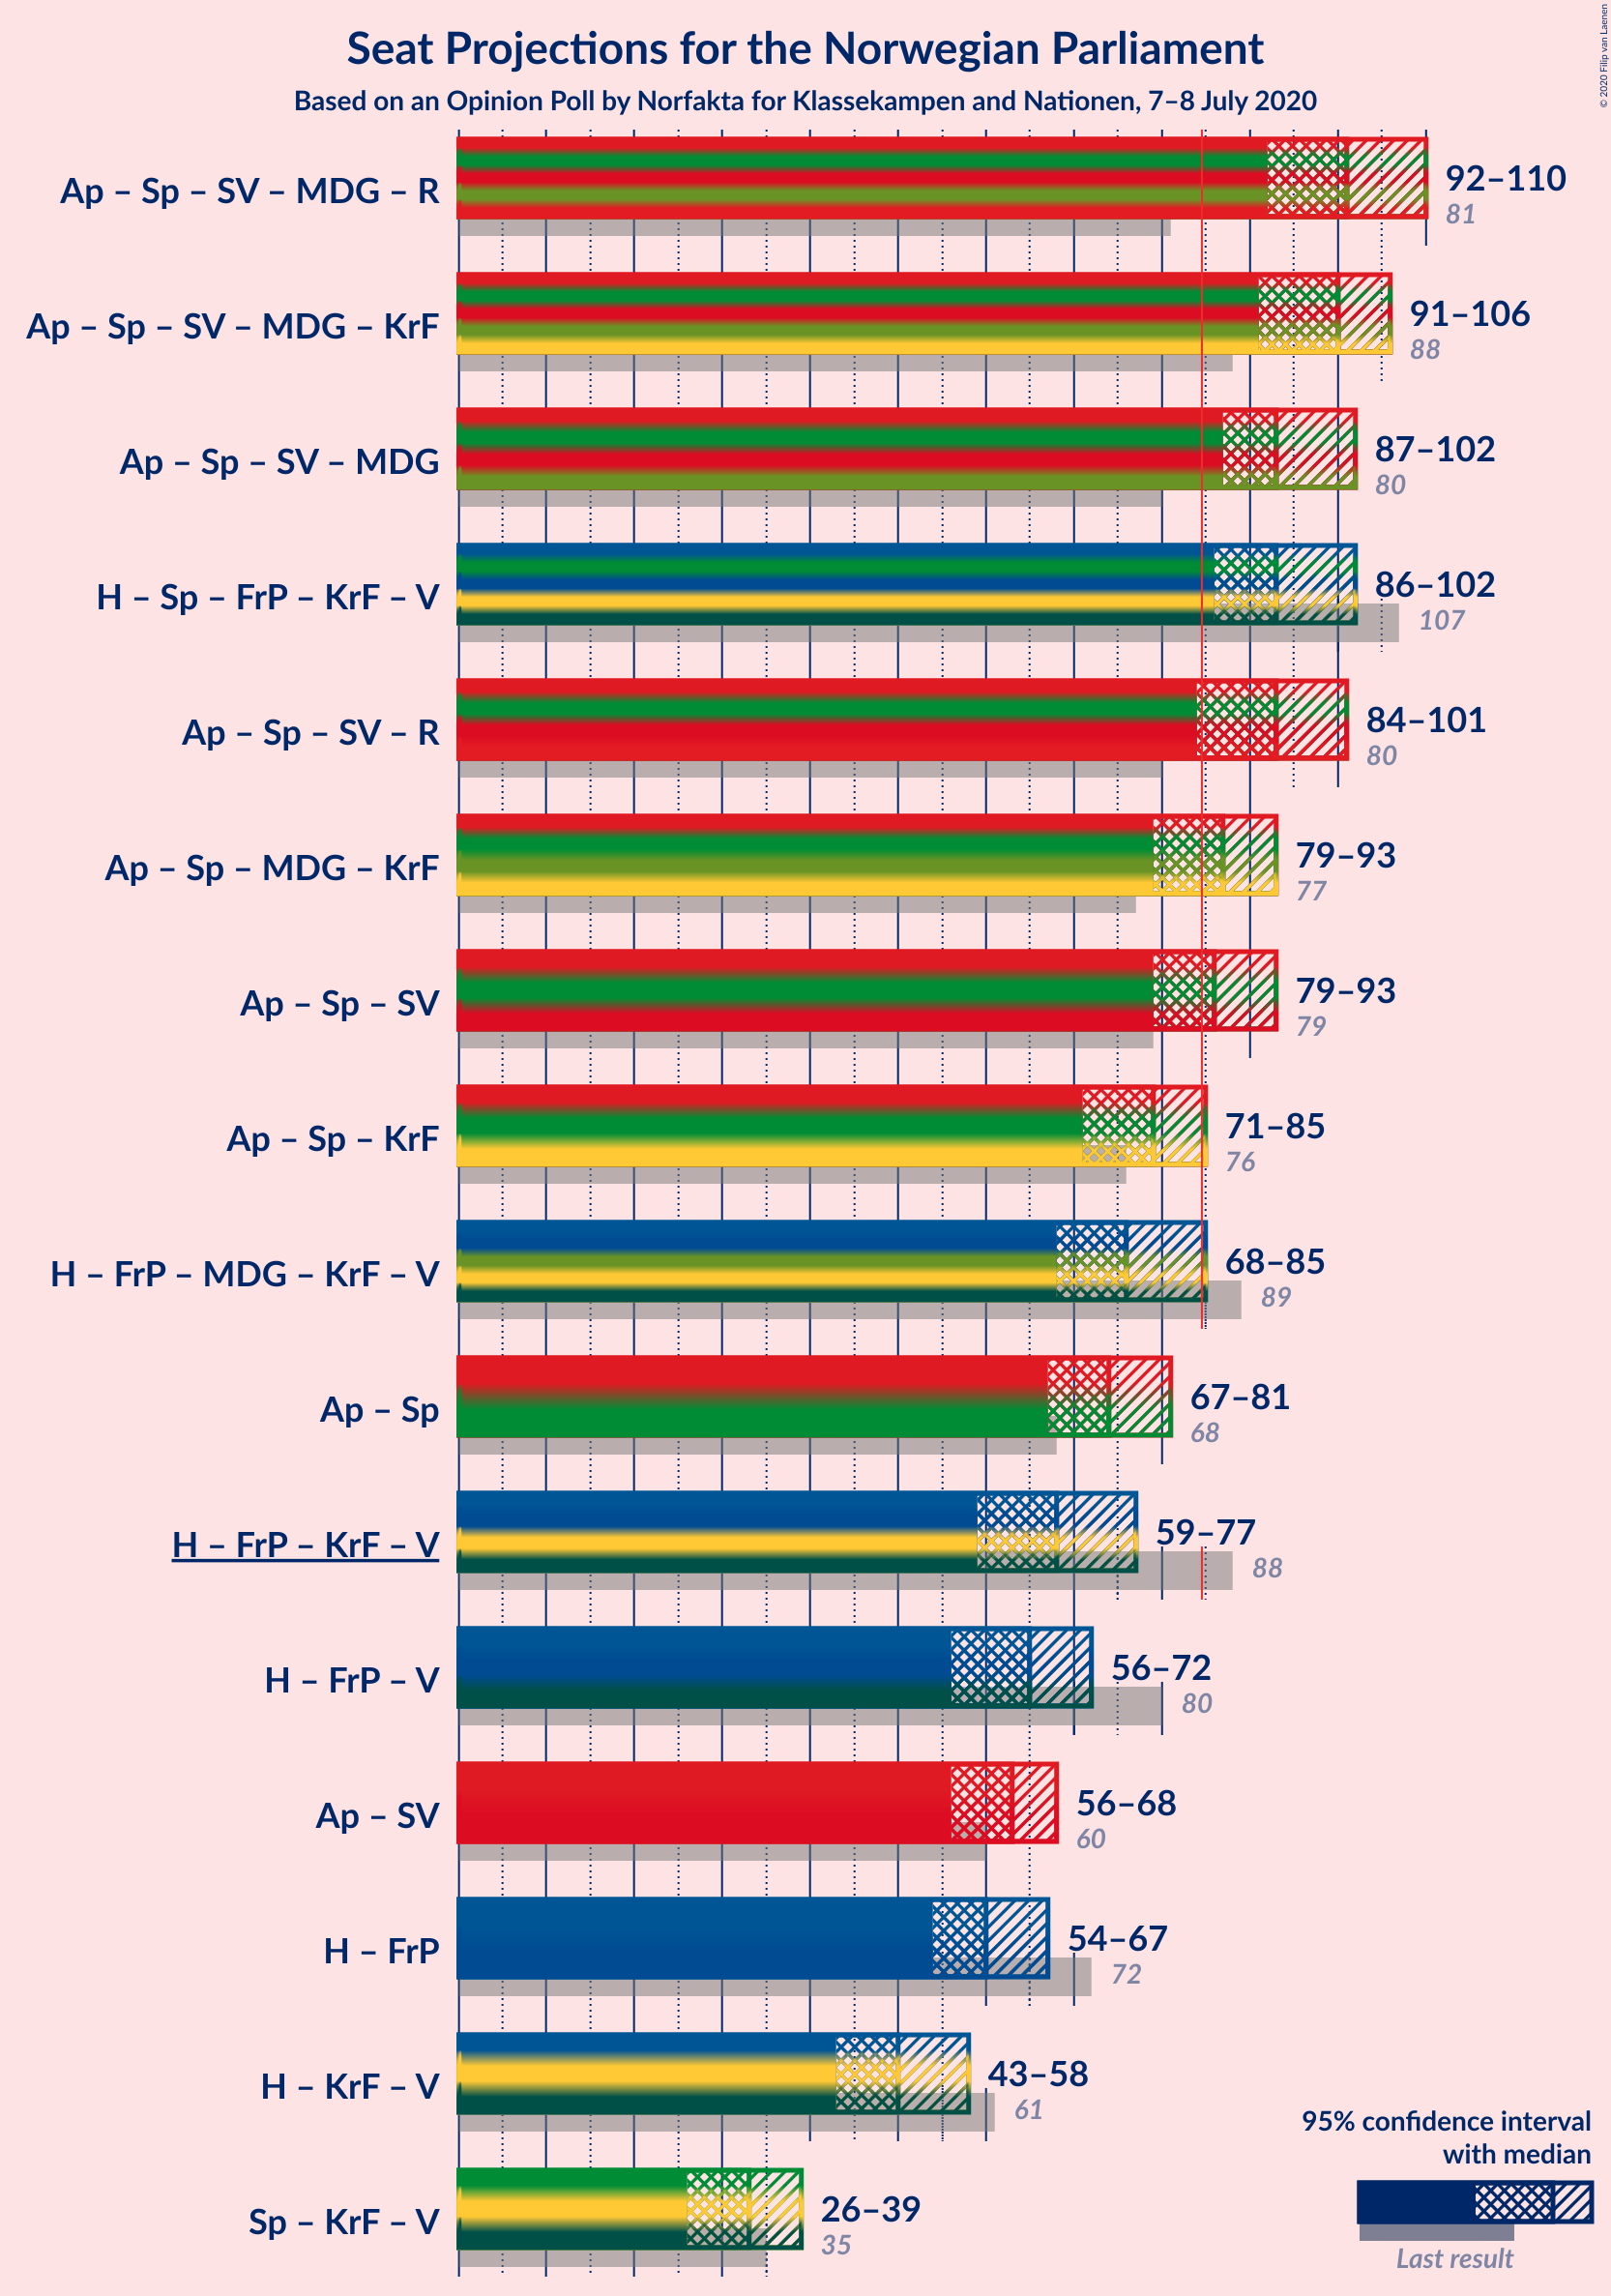 © 2020 Filip van Laenen
Seat Projections for the Norwegian Parliament
Based on an Opinion Poll by Norfakta for Klassekampen and Nationen, 7–8 July 2020
Ap – Sp – SV – MDG – R
92–110
81
Ap – Sp – SV – MDG – KrF
91–106
88
Ap – Sp – SV – MDG
87–102
80
H – Sp – FrP – KrF – V
86–102
107
Ap – Sp – SV – R
84–101
80
Ap – Sp – MDG – KrF
79–93
77
Ap – Sp – SV
79–93
79
Ap – Sp – KrF
71–85
76
H – FrP – MDG – KrF – V
68–85
89
Ap – Sp
67–81
68
H – FrP – KrF – V
59–77
88
H – FrP – V
56–72
80
Ap – SV
56–68
60
H – FrP
54–67
72
H – KrF – V
43–58
61
Sp – KrF – V
26–39
35
95% confidence interval
with median
Last result